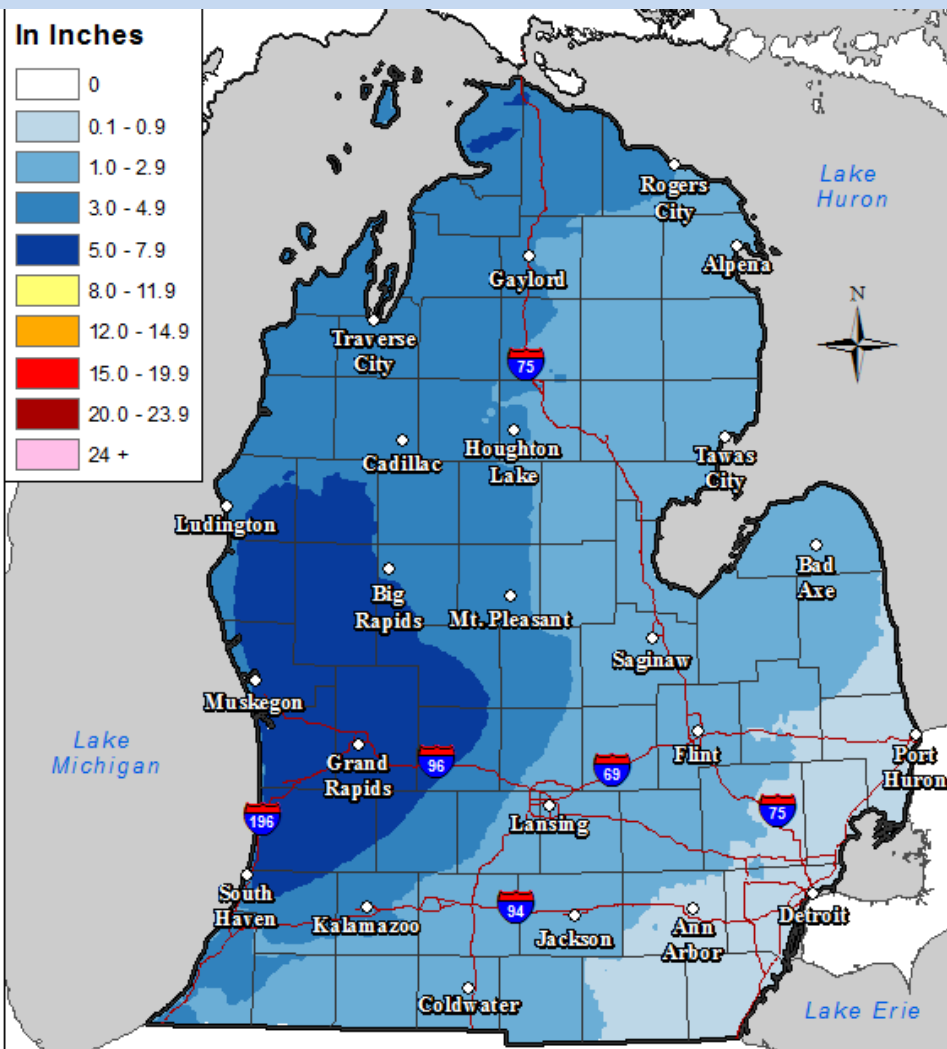 In Inches
0
0.1 - 0.9
1.0 - 2.9
3.0 - 4.9
5.0 - 7.9
8.0 - 11.9
12.0 - 14.9
15.0 - 19.9
20.0 - 23.9
24 +
Lake
Huron
Rogers
City
Alpena
Gaylord
N
Traverse
City
75
Cadillac
Houghton
Lake
Tawas
City
Ludington
Bad
Axe
Big
Rapids
Mt. Pleasant
Saginaw
Muskegon
Lake
Michigan
Grand
Rapids
96
69
Flint
Port
Huron
196
Lansing
75
South
Haven
Kalamazoo
94
Jackson
Ann
Arbor
Detroit
Coldwater
Lake Erie